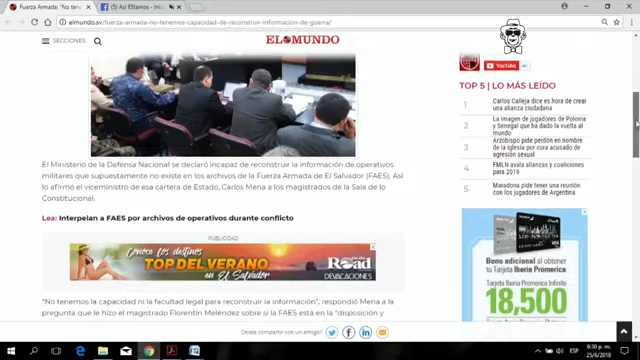 Fuerza Armada: "No ten
(5) Así EStamos - Inicio
elmundo.sv/fuerza-armada-no-tenemos-capacidad-de-reconstruir-informacion-de-guerra/
SECCIONES
EL MUNDO
YouTube
TOP 5 | LO MÁS LEÍDO
1 Carlos Calleja dice es hora de crear
una alianza ciudadana
2 La imagen de jugadores de Polonia
y Senegal que ha dado la vuelta al
mundo
3 Arzobispo pide perdón en nombre
de la iglesia por cura acusado de
agresión sexual
4 FMLN avala alianzas y coaliciones
para 2019
5 Maradona pide tener una reunión
con los jugadores de Argentina
El Ministerio de la Defensa Nacional se declaró incapaz de reconstruir la información de operativos
militares que supuestamente no existe en los archivos de la Fuerza Armada de El Salvador (FAES). Así
lo afirmó el viceministro de esa cartera de Estado, Carlos Mena a los magistrados de la Sala de lo
Constitucional.
Lea: Interpelan a FAES por archivos de operativos durante conflicto
PUBLICIDAD
Conoce los destinos
TOP DEL VERANO
en El Salvador
On the Road
DEVACACIONES
"No tenemos la capacidad ni la facultad legal para reconstruir la información", respondió Mena a la
pregunta que le hizo el magistrado Florentín Meléndez sobre si la FAES está en la "disposición y
Bono adicional al obtener
tu Tarjeta Iberia Promerica
Tarjeta Iberia Promerica
Infinite
18,500
Desea compartir con un amigo!
ESP
6:30 p. m.
25/6/2018